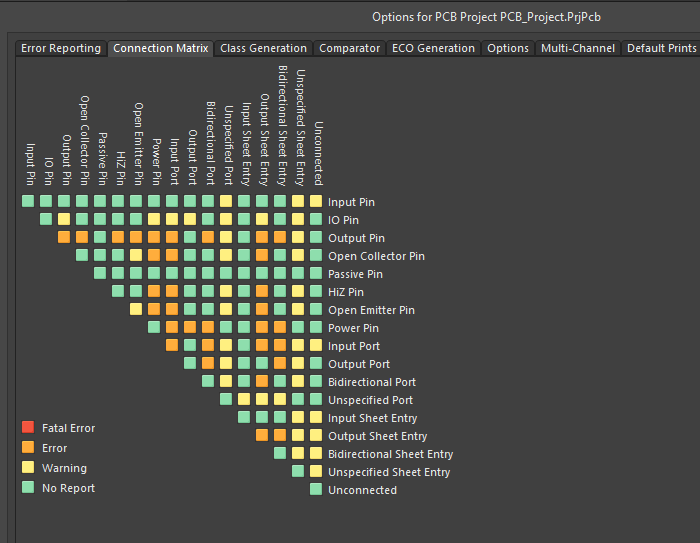 Options for PCB Project PCB_Project.PrjPcb
Error Reporting
Connection Matrix
Class Generation
Comparator
ECO Generation
Options
Multi-Channel
Default Prints
Input Pin
IO Pin
Output Pin
Open Collector Pin
Passive Pin
HiZ Pin
Open Emitter Pin
Power Pin
Input Port
Output Port
Bidirectional Port
Unspecified Port
Input Sheet Entry
Output Sheet Entry
Bidirectional Sheet Entry
Unspecified Sheet Entry
Unconnected
Input Pin
IO Pin
Output Pin
Open Collector Pin
Passive Pin
HiZ Pin
Open Emitter Pin
Power Pin
Input Port
Output Port
Bidirectional Port
Unspecified Port
Input Sheet Entry
Output Sheet Entry
Bidirectional Sheet Entry
Unspecified Sheet Entry
Unconnected
Fatal Error
Error
Warning
No Report